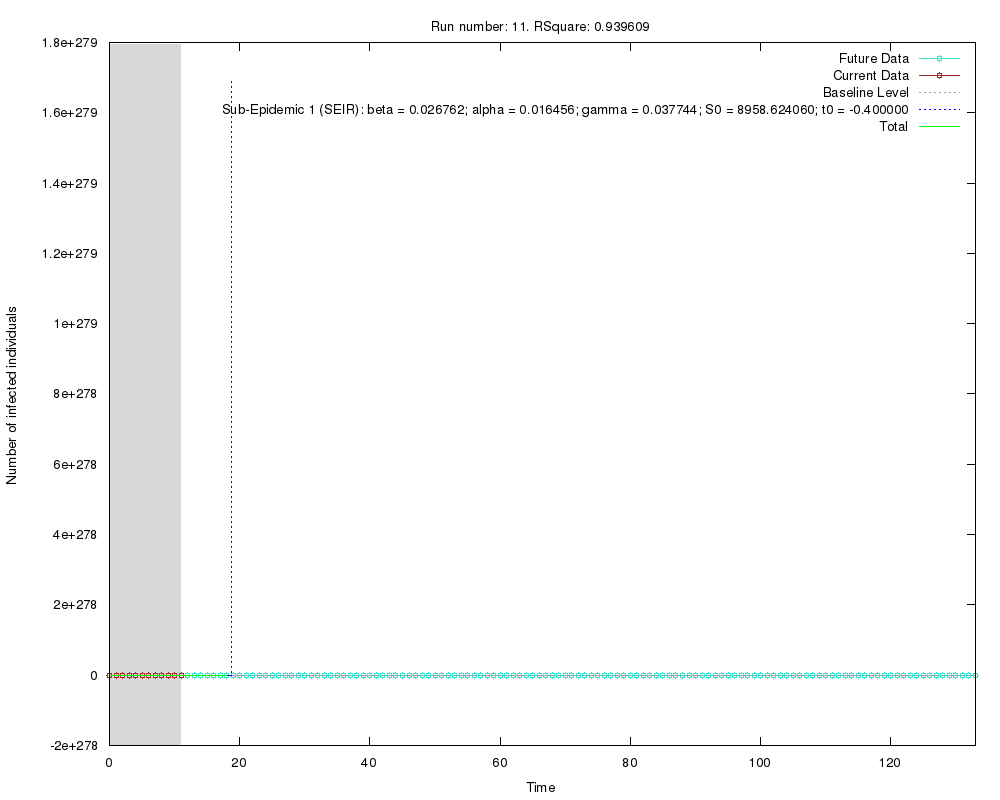 Run number: 11. RSquare: 0.939609
1.8e+279
1.6e+279
1.4e+279
1.2e+279
1e+279
8e+278
6e+278
4e+278
2e+278
0
-2e+278
Number of infected individuals
Future Data
Current Data
Baseline Level
Sub-Epidemic 1 (SEIR): beta = 0.026762; alpha = 0.016456; gamma = 0.037744; S0 = 8958.624060; t0 = -0.400000
Total
0 20 40 60 80 100 120
Time